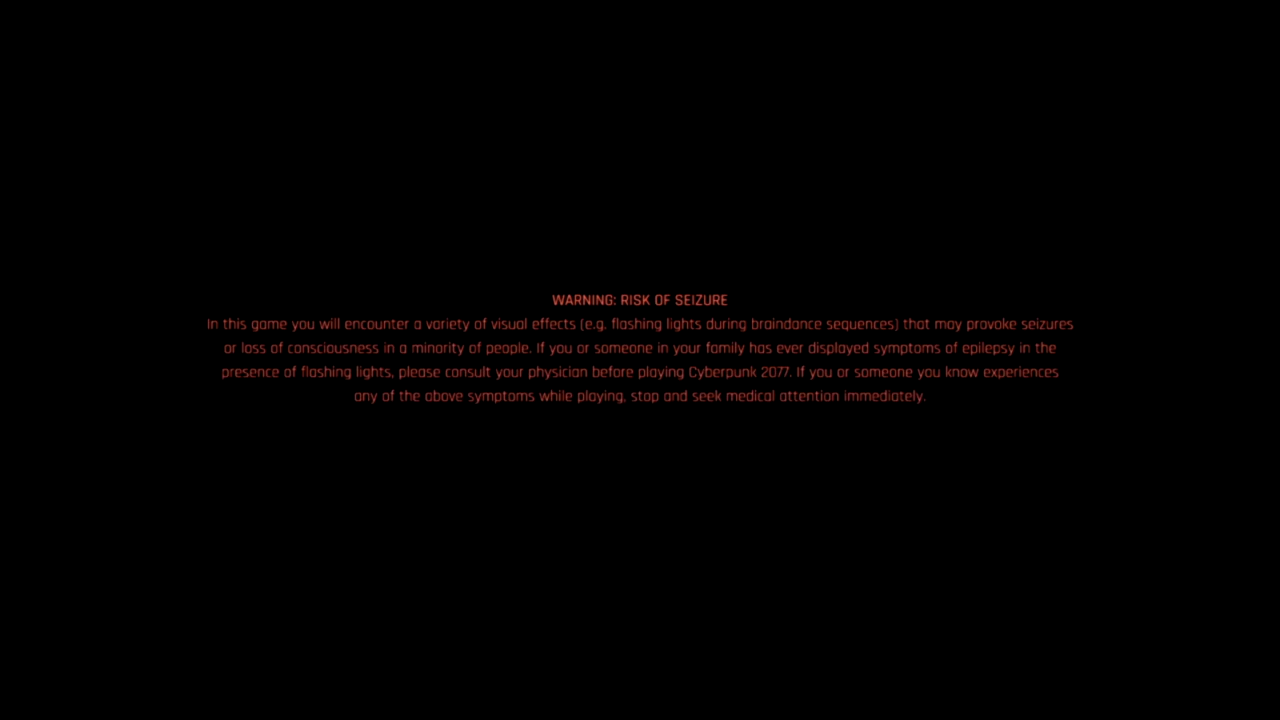 WARNING: RISK OF SEIZURE
In this game you will encounter a variety of visual effects (e.g. flashing lights during braindance sequences) that may provoke seizures
or loss of consciousness in a minority of people. If you or someone in your family has ever displayed symptoms of epilepsy in the
presence of flashing lights, please consult your physician before playing Cyberpunk 2077. If you or someone you know experiences
any of the above symptoms while playing, stop and seek medical attention immediately.